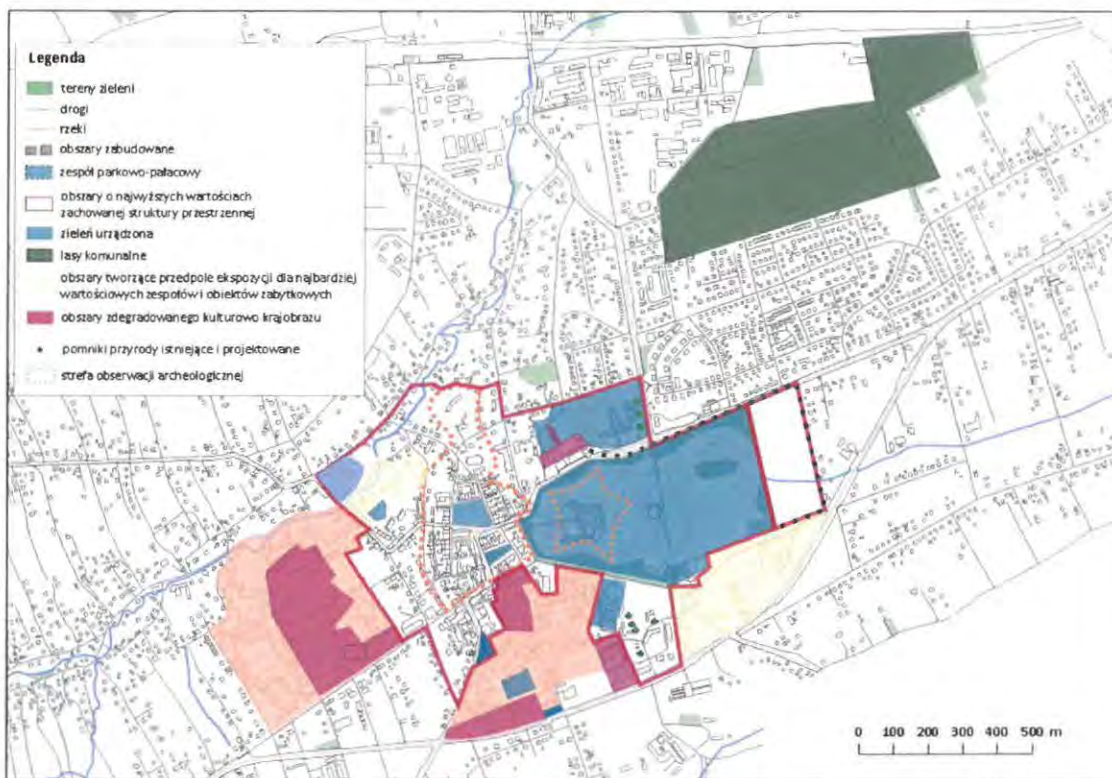 Legenda
tereny zieleni
drogi
rzeki
obszary zabudowane
zespół parkowo-pałacowy
obszary o najwyższych wartościach
zachowanej struktury przestrzennej
zieleń urządzona
lasy komunalne
obszary tworzące przedpole ekspozycji dla najbardziej
wartościowych zespołów i obiektów zabytkowych
obszary zdegradowanego kulturowo krajobrazu
pomniki przyrody istniejące i projektowane
strefa obserwacji archeologicznej
0 100 200 300 400 500 m